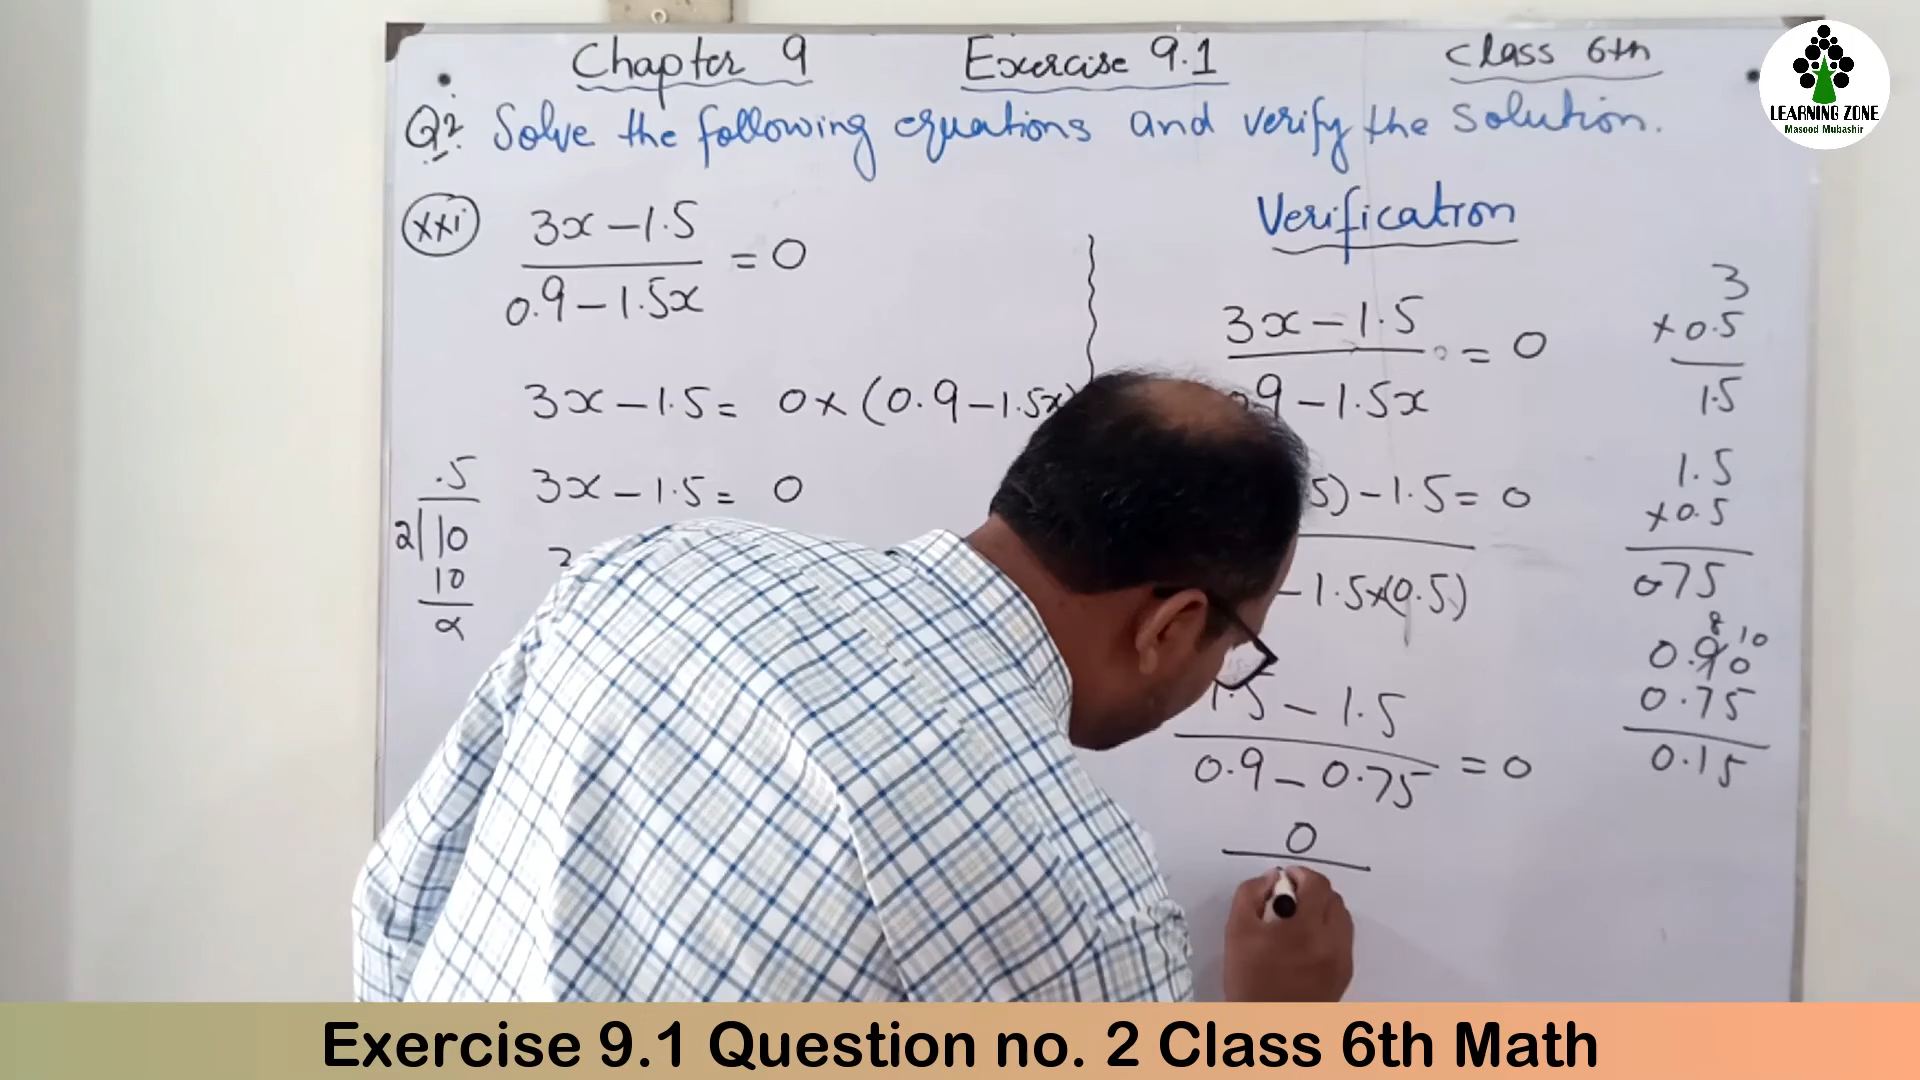 Chapter 9 Exercise 9.1 Class 6th
Q2: Solve the following equations and verify the solution.
xxi
3x – 1.5
0.9 – 1.5x
= 0
3x – 1.5 = 0 × (0.9 – 1.5x)
3x – 1.5 = 0
.5
2 10
10
Verification
3x – 1.5
9 – 1.5x
= 0
5) – 1.5 = 0
– 1.5×(0.5)
1.5 – 1.5
0.9 – 0.75
= 0
0
3
×0.5
1.5
1.5
×0.5
075
8 10
0.90
0.75
0.15
LEARNING ZONE
Masood Mubashir
Exercise 9.1 Question no. 2 Class 6th Math